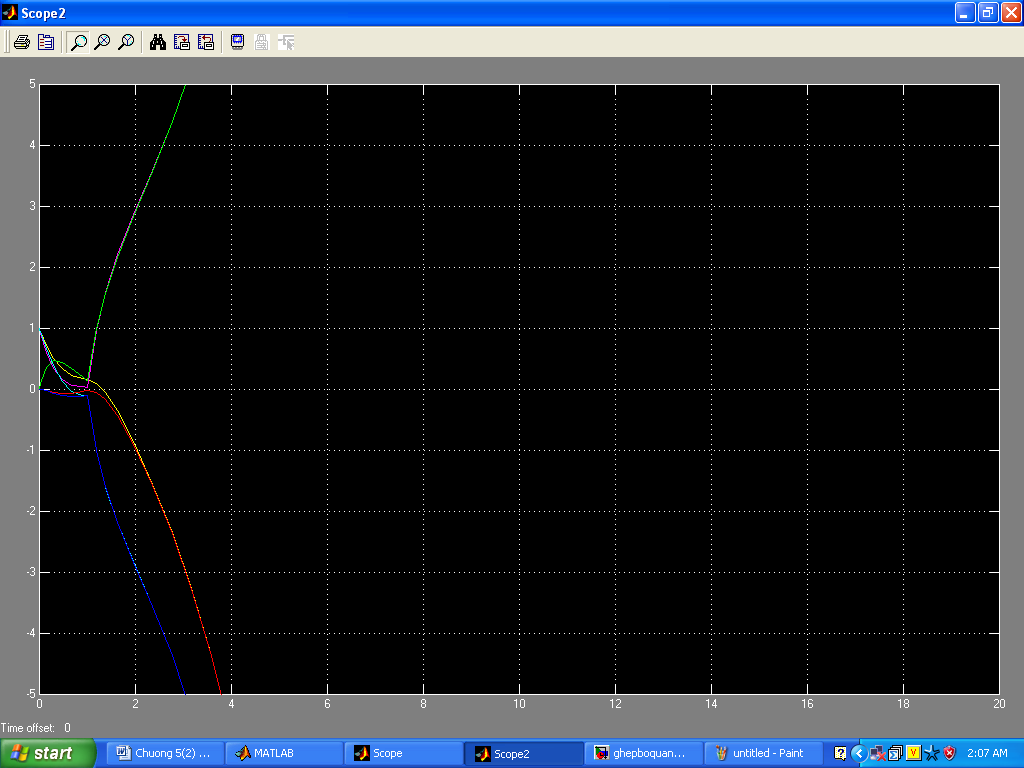 Scope2
5
4
3
2
1
0
-1
-2
-3
-4
-5
0 2 4 6 8 10 12 14 16 18 20
Time offset: 0
start Chuong 5(2) ... MATLAB Scope Scope2 ghepboquan... untitled - Paint ? V 2:07 AM